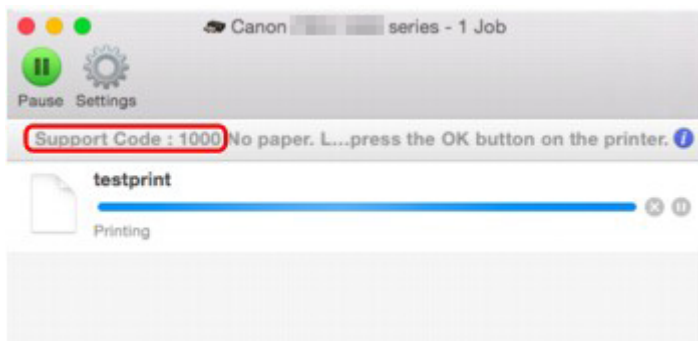 Canon series - 1 Job
Pause Settings
Support Code : 1000 No paper. L...press the OK button on the printer.
testprint
Printing